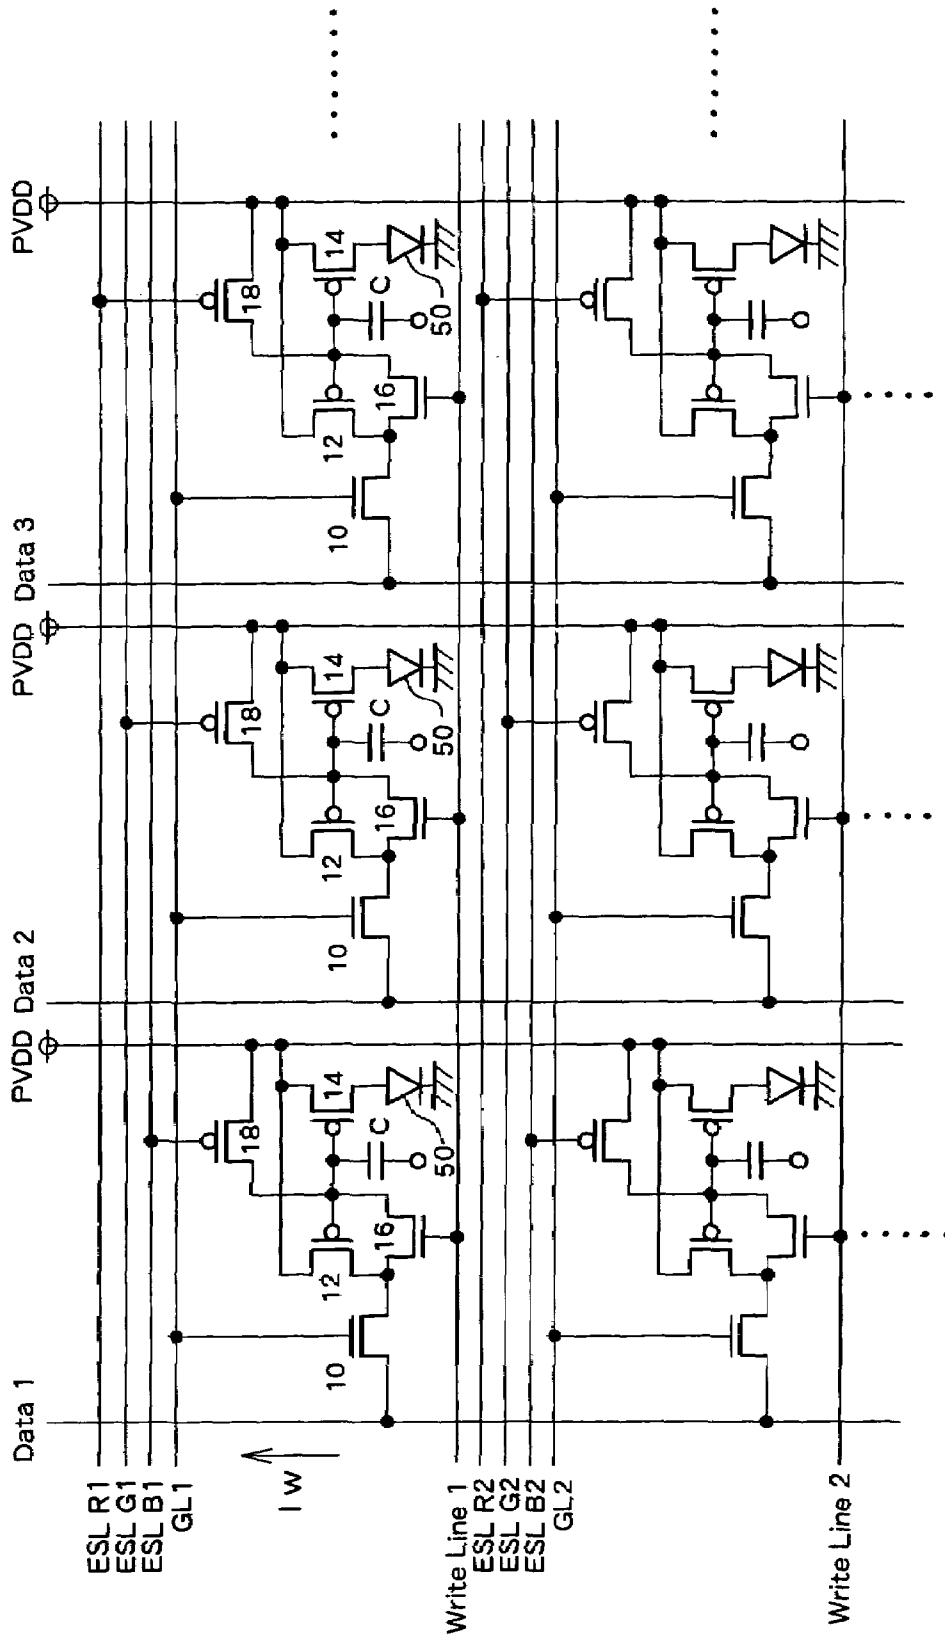 Data 1
PVDD
Data 2
PVDD
Data 3
PVDD
ESL R1
ESL G1
ESL B1
GL1
I W
18
18
18
10
12
14
16
C
50
10
12
14
16
C
50
10
12
14
16
C
50
Write Line 1
ESL R2
ESL G2
ESL B2
GL2
Write Line 2